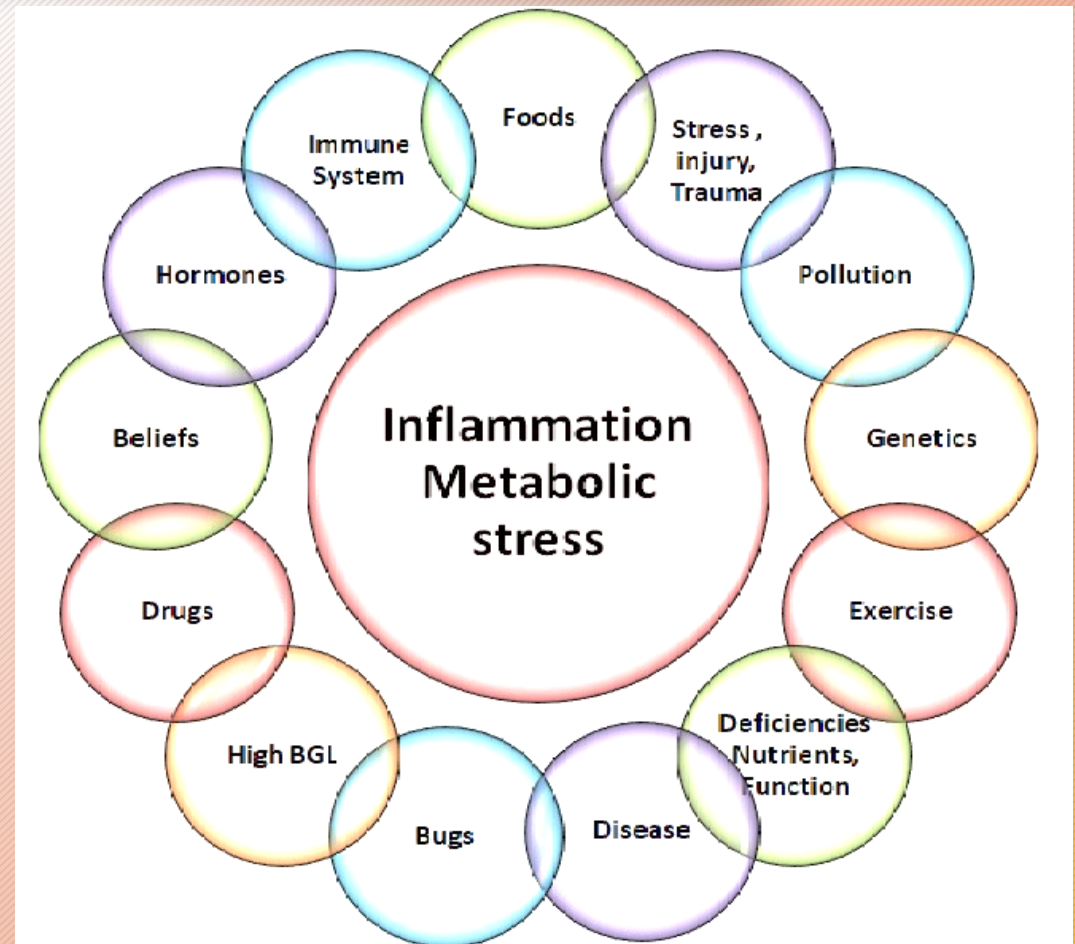 Foods
Stress ,
injury,
Trauma
Pollution
Genetics
Exercise
Deficiencies
Nutrients,
Function
Disease
Bugs
High BGL
Drugs
Beliefs
Hormones
Immune
System
Inflammation
Metabolic
stress